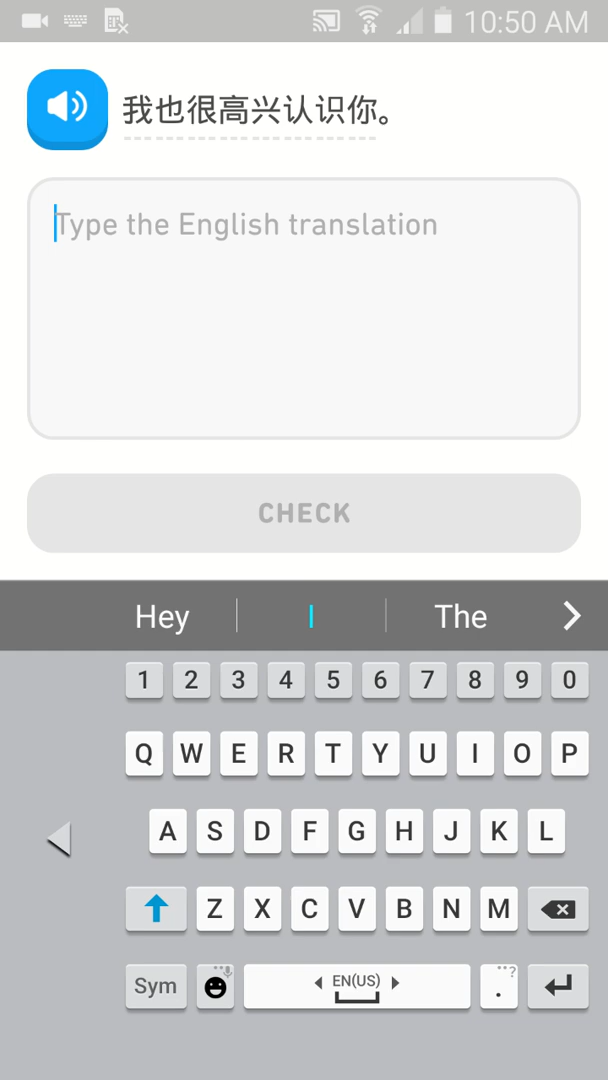 10:50 AM
我也很高兴认识你。
Type the English translation
CHECK
Hey I The
1 2 3 4 5 6 7 8 9 0
Q W E R T Y U I O P
A S D F G H J K L
Z X C V B N M
Sym EN(US) . ?